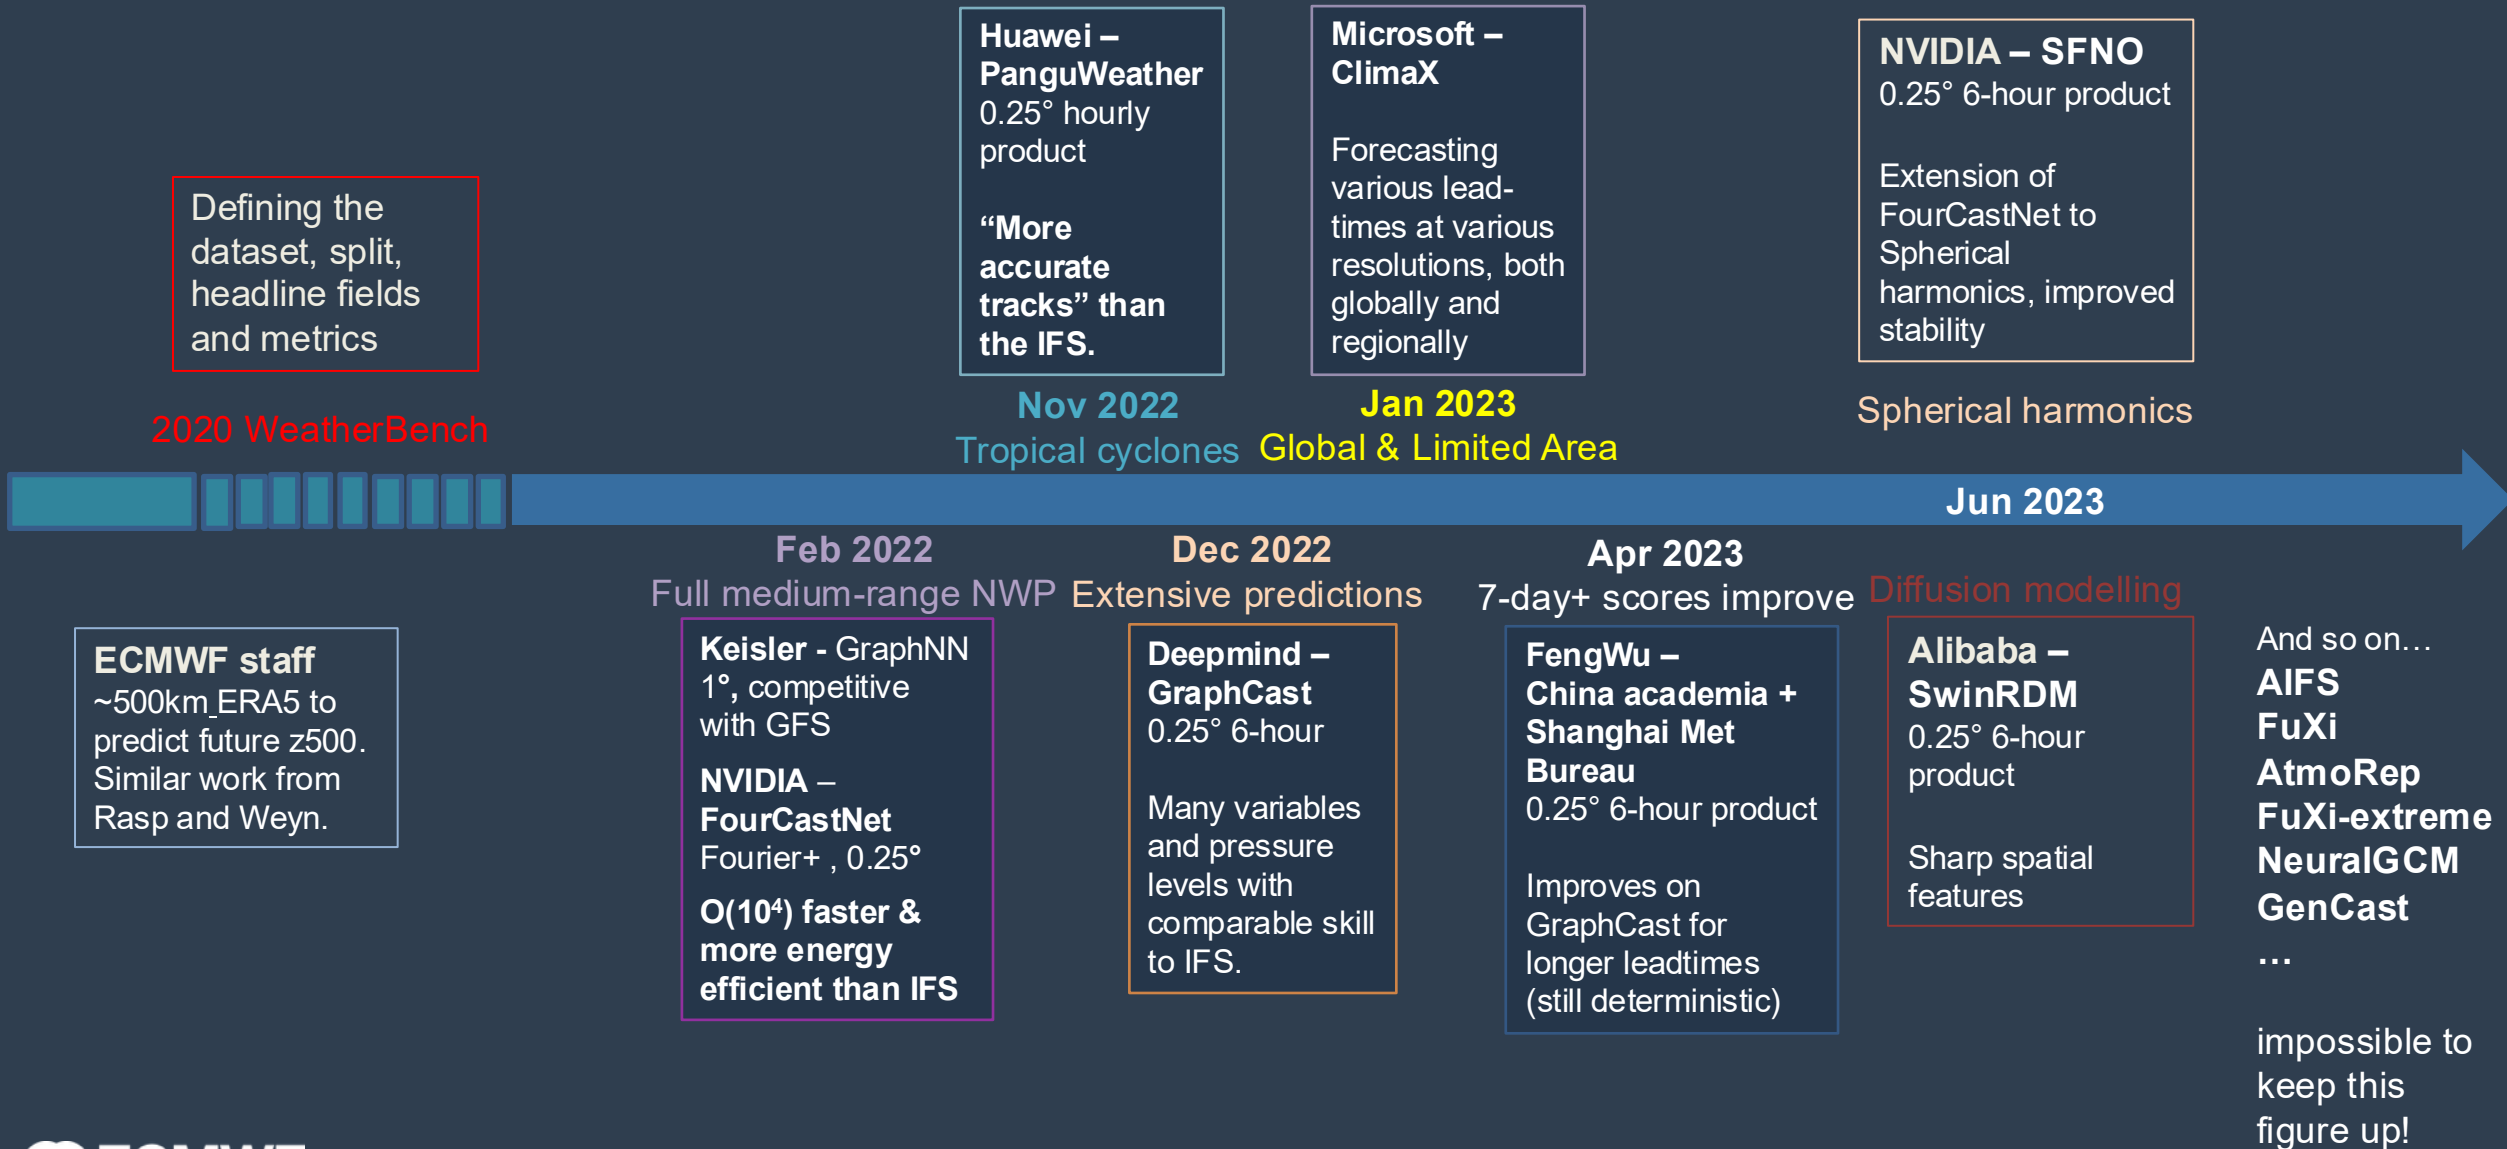 Defining the
dataset, split,
headline fields
and metrics
2020 WeatherBench
Huawei –
PanguWeather
0.25° hourly
product
“More
accurate
tracks” than
the IFS.
Nov 2022
Tropical cyclones
Microsoft –
ClimaX
Forecasting
various lead-
times at various
resolutions, both
globally and
regionally
Jan 2023
Global & Limited Area
NVIDIA – SFNO
0.25° 6-hour product
Extension of
FourCastNet to
Spherical
harmonics, improved
stability
Spherical harmonics
Jun 2023
ECMWF staff
~500km ERA5 to
predict future z500.
Similar work from
Rasp and Weyn.
Feb 2022
Full medium-range NWP
Keisler - GraphNN
1°, competitive
with GFS
NVIDIA –
FourCastNet
Fourier+ , 0.25°
O(10⁴) faster &
more energy
efficient than IFS
Dec 2022
Extensive predictions
Deepmind –
GraphCast
0.25° 6-hour
Many variables
and pressure
levels with
comparable skill
to IFS.
Apr 2023
7-day+ scores improve
FengWu –
China academia +
Shanghai Met
Bureau
0.25° 6-hour product
Improves on
GraphCast for
longer leadtimes
(still deterministic)
Diffusion modelling
Alibaba –
SwinRDM
0.25° 6-hour
product
Sharp spatial
features
And so on...
AIFS
FuXi
AtmoRep
FuXi-extreme
NeuralGCM
GenCast
...
impossible to
keep this
figure up!
ECMWF